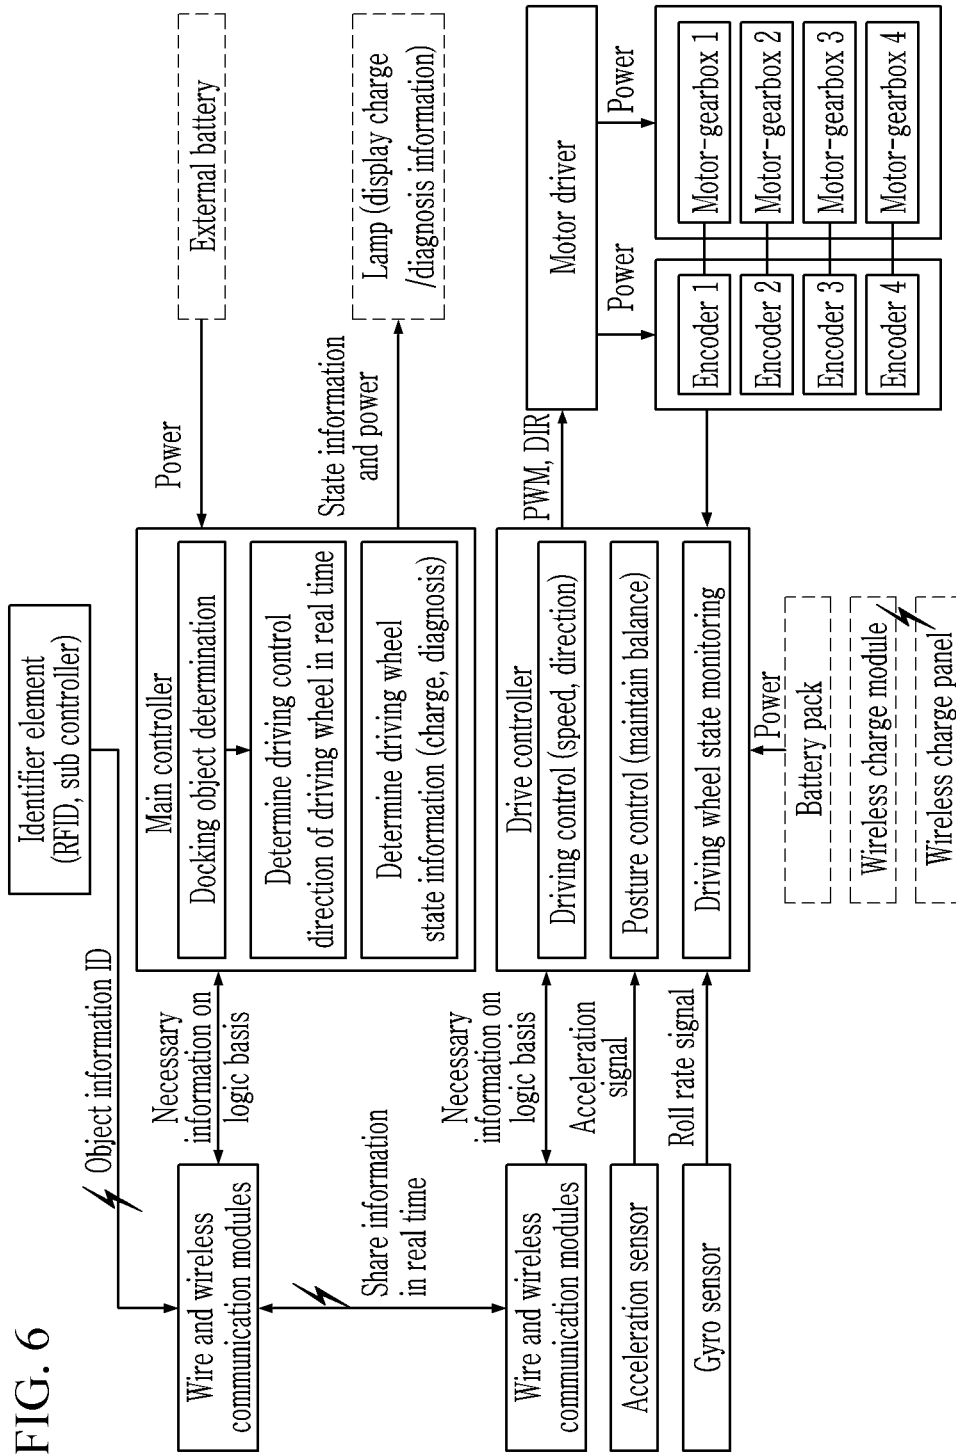 FIG. 6
Identifier element
(RFID, sub controller)
Object information ID
Wire and wireless
communication modules
Necessary
information on
logic basis
Main controller
Docking object determination
Determine driving control
direction of driving wheel in real time
Determine driving wheel
state information (charge, diagnosis)
Power
External battery
State information
and power
Lamp (display charge
/diagnosis information)
Share information
in real time
Wire and wireless
communication modules
Necessary
information on
logic basis
Acceleration sensor
Acceleration
signal
Gyro sensor
Roll rate signal
Drive controller
Driving control (speed, direction)
Posture control (maintain balance)
Driving wheel state monitoring
PWM, DIR
Motor driver
Power
Power
Encoder 1
Motor-gearbox 1
Encoder 2
Motor-gearbox 2
Encoder 3
Motor-gearbox 3
Encoder 4
Motor-gearbox 4
Power
Battery pack
Wireless charge module
Wireless charge panel